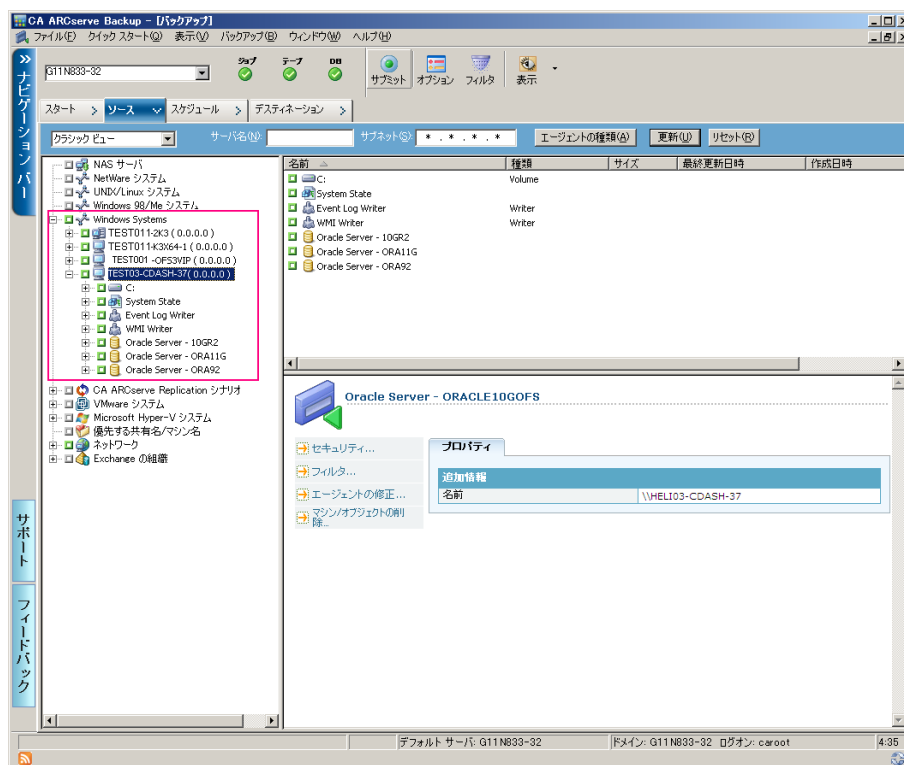 CA ARCserve Backup - [バックアップ]
ファイル(F) クイック スタート(Q) 表示(V) バックアップ(B) ウィンドウ(W) ヘルプ(H)
G11N833-32
ジョブ テープ DB
サブミット オプション フィルタ 表示
スタート > ソース スケジュール > デスティネーション >
クラシック ビュー サーバ名(N): サブネット(S): * . * . * . * エージェントの種類(A) 更新(U) リセット(R)
ナビゲーション バー
サポート
フィードバック
NAS サーバ
NetWare システム
UNIX/Linux システム
Windows 98/Me システム
Windows Systems
TEST011-2K3 ( 0.0.0.0 )
TEST011-K3X64-1 ( 0.0.0.0 )
TEST001 -OFS3VIP ( 0.0.0.0 )
TEST03-CDASH-37( 0.0.0.0 )
C:
System State
Event Log Writer
WMI Writer
Oracle Server - 10GR2
Oracle Server - ORA11G
Oracle Server - ORA92
CA ARCserve Replication シナリオ
VMware システム
Microsoft Hyper-V システム
優先する共有名/マシン名
ネットワーク
Exchange の組織
名前 種類 サイズ 最終更新日時 作成日時
C: Volume
System State
Event Log Writer Writer
WMI Writer Writer
Oracle Server - 10GR2
Oracle Server - ORA11G
Oracle Server - ORA92
Oracle Server - ORACLE10GOFS
セキュリティ...
フィルタ...
エージェントの修正...
マシン/オブジェクトの削
除...
プロパティ
追加情報
名前 \\HELI03-CDASH-37
デフォルト サーバ: G11N833-32 ドメイン: G11N833-32 ログオン: caroot 4:35